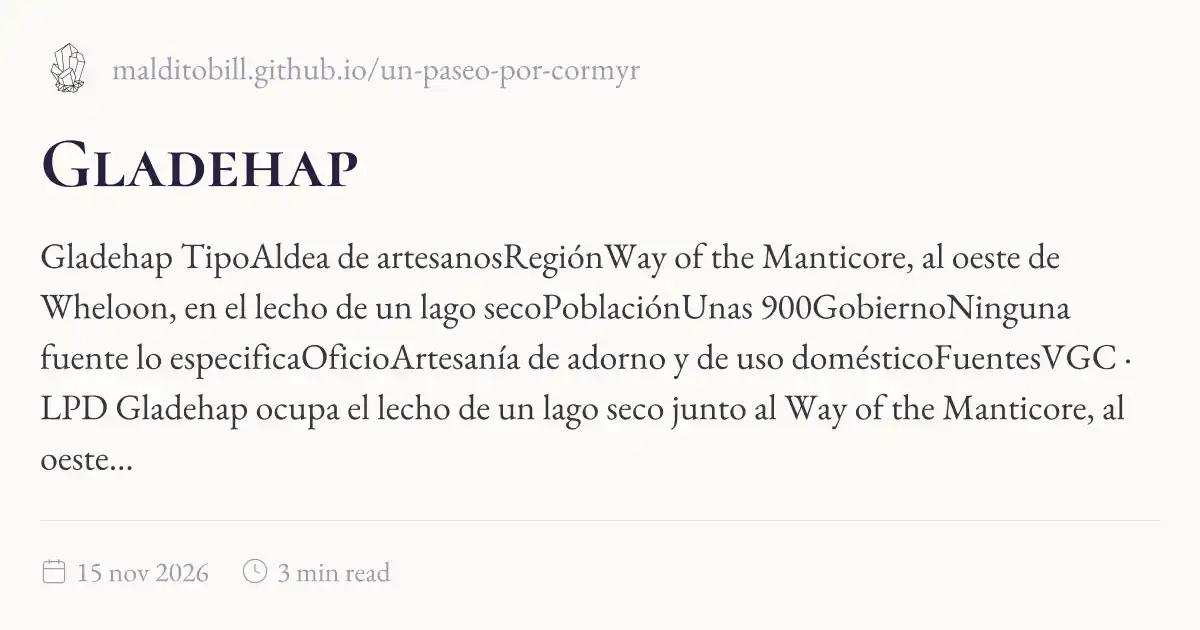 malditobill.github.io/un-paseo-por-cormyr
Gladehap
Gladehap TipoAldea de artesanosRegiónWay of the Manticore, al oeste de
Wheloon, en el lecho de un lago secoPoblaciónUnas 900GobiernoNinguna
fuente lo especificaOficioArtesanía de adorno y de uso domésticoFuentesVGC ·
LPD Gladehap ocupa el lecho de un lago seco junto al Way of the Manticore, al
oeste...
15 nov 2026 3 min read